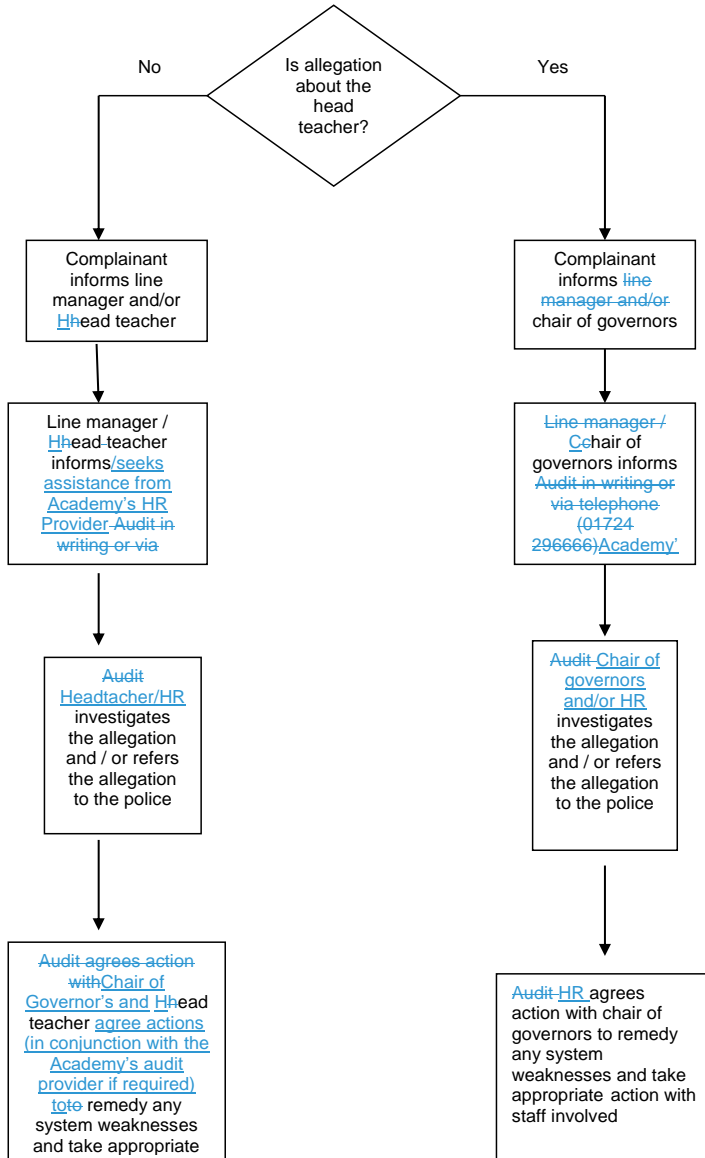 Is allegation
about the
head
teacher?
No
Yes
Complainant
informs line
manager and/or
Hhead teacher
Line manager /
Hhead teacher
informs/seeks
assistance from
Academy's HR
Provider Audit in
writing or via
Audit
Headtacher/HR
investigates
the allegation
and / or refers
the allegation
to the police
Audit agrees action
withChair of
Governor's and Hhead
teacher agree actions
(in conjunction with the
Academy's audit
provider if required)
toto remedy any
system weaknesses
and take appropriate
Complainant
informs line
manager and/or
chair of governors
Line manager /
Cchair of
governors informs
Audit in writing or
via telephone
(01724
296666)Academy'
Audit Chair of
governors
and/or HR
investigates
the allegation
and / or refers
the allegation
to the police
Audit HR agrees
action with chair of
governors to remedy
any system
weaknesses and take
appropriate action with
staff involved